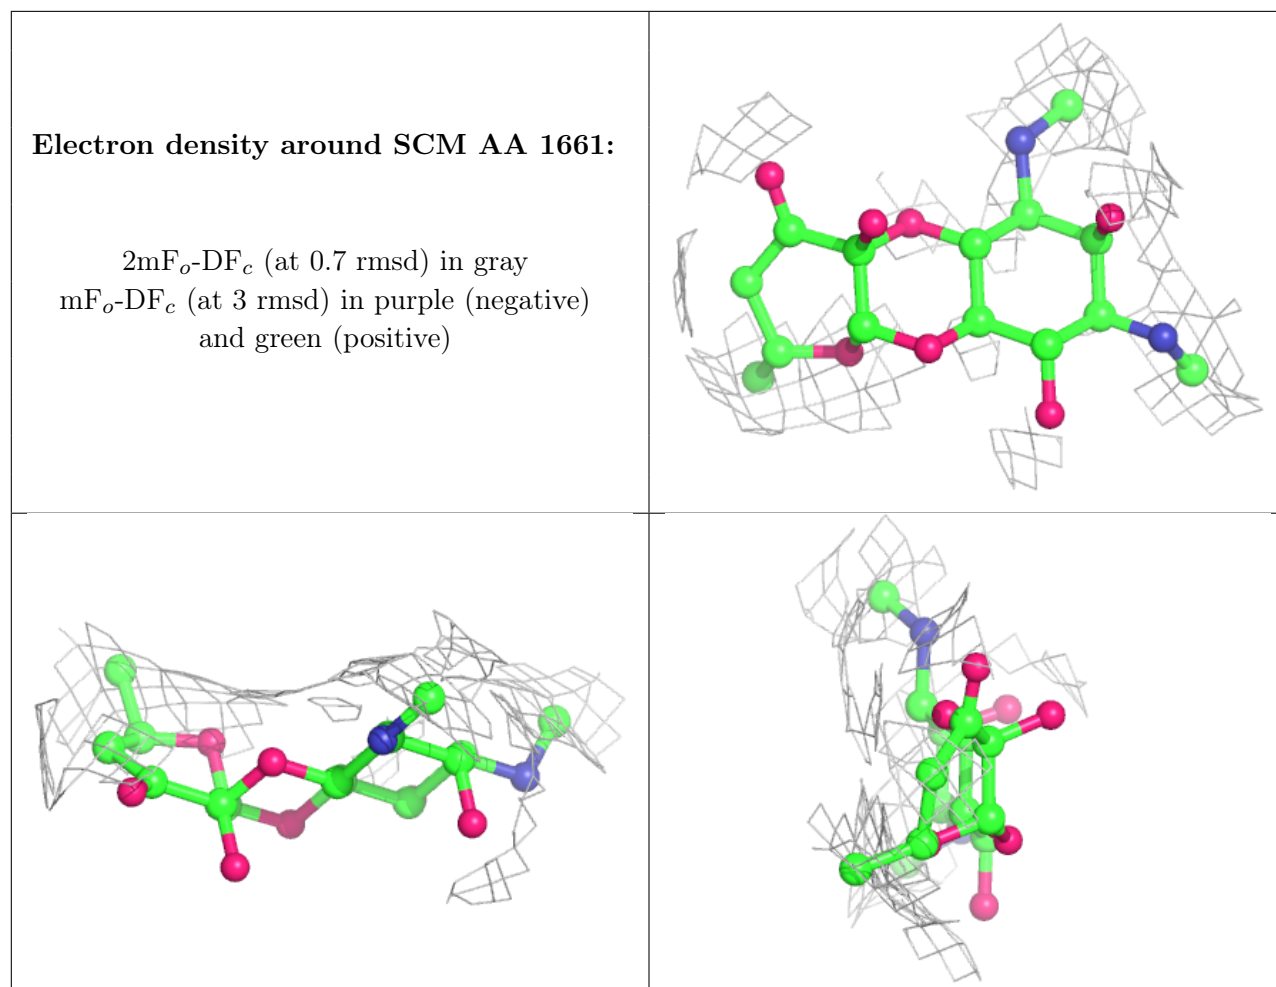 Electron density around SCM AA 1661:
2mFₒ-DF𝒸 (at 0.7 rmsd) in gray
mFₒ-DF𝒸 (at 3 rmsd) in purple (negative)
and green (positive)